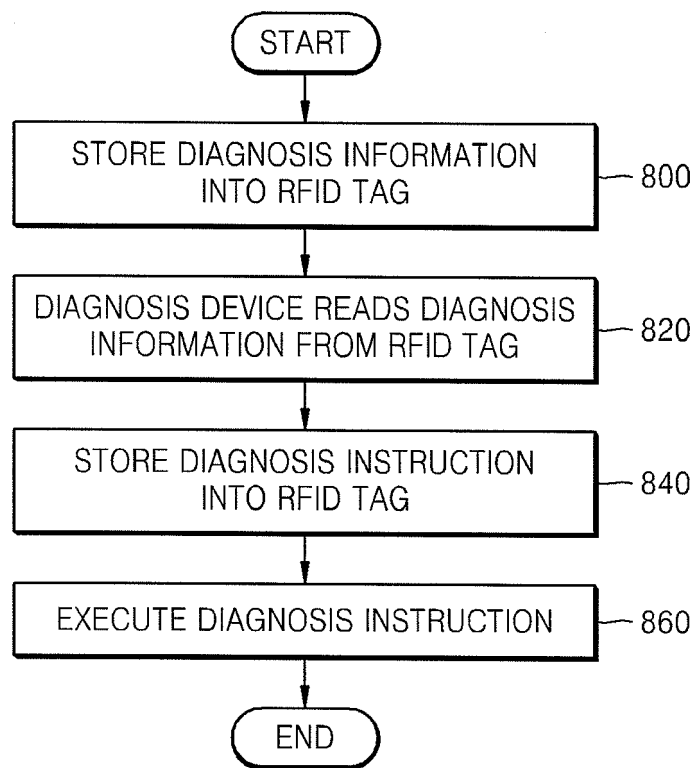 START
STORE DIAGNOSIS INFORMATION
INTO RFID TAG
800
DIAGNOSIS DEVICE READS DIAGNOSIS
INFORMATION FROM RFID TAG
820
STORE DIAGNOSIS INSTRUCTION
INTO RFID TAG
840
EXECUTE DIAGNOSIS INSTRUCTION
860
END